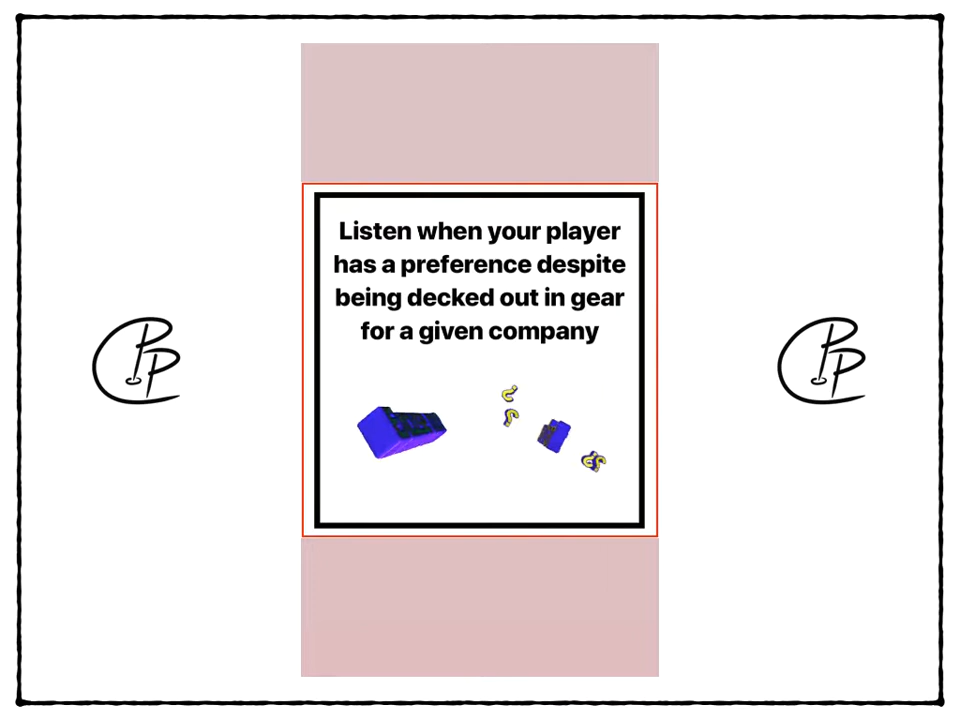 Listen when your player
has a preference despite
being decked out in gear
for a given company